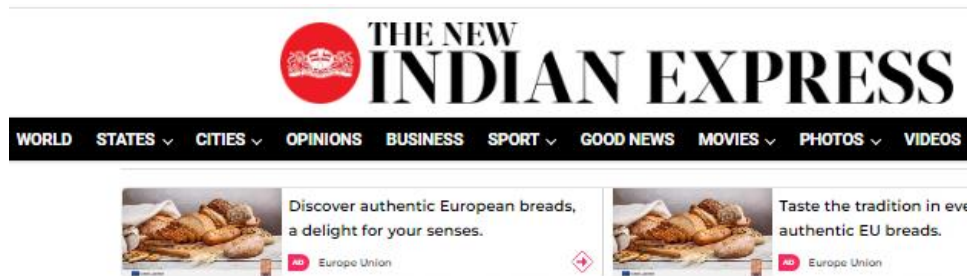 THE NEW
INDIAN EXPRESS
WORLD STATES CITIES OPINIONS BUSINESS SPORT GOOD NEWS MOVIES PHOTOS VIDEOS
Discover authentic European breads,
a delight for your senses.
AD Europe Union
Taste the tradition in eve
authentic EU breads.
AD Europe Union